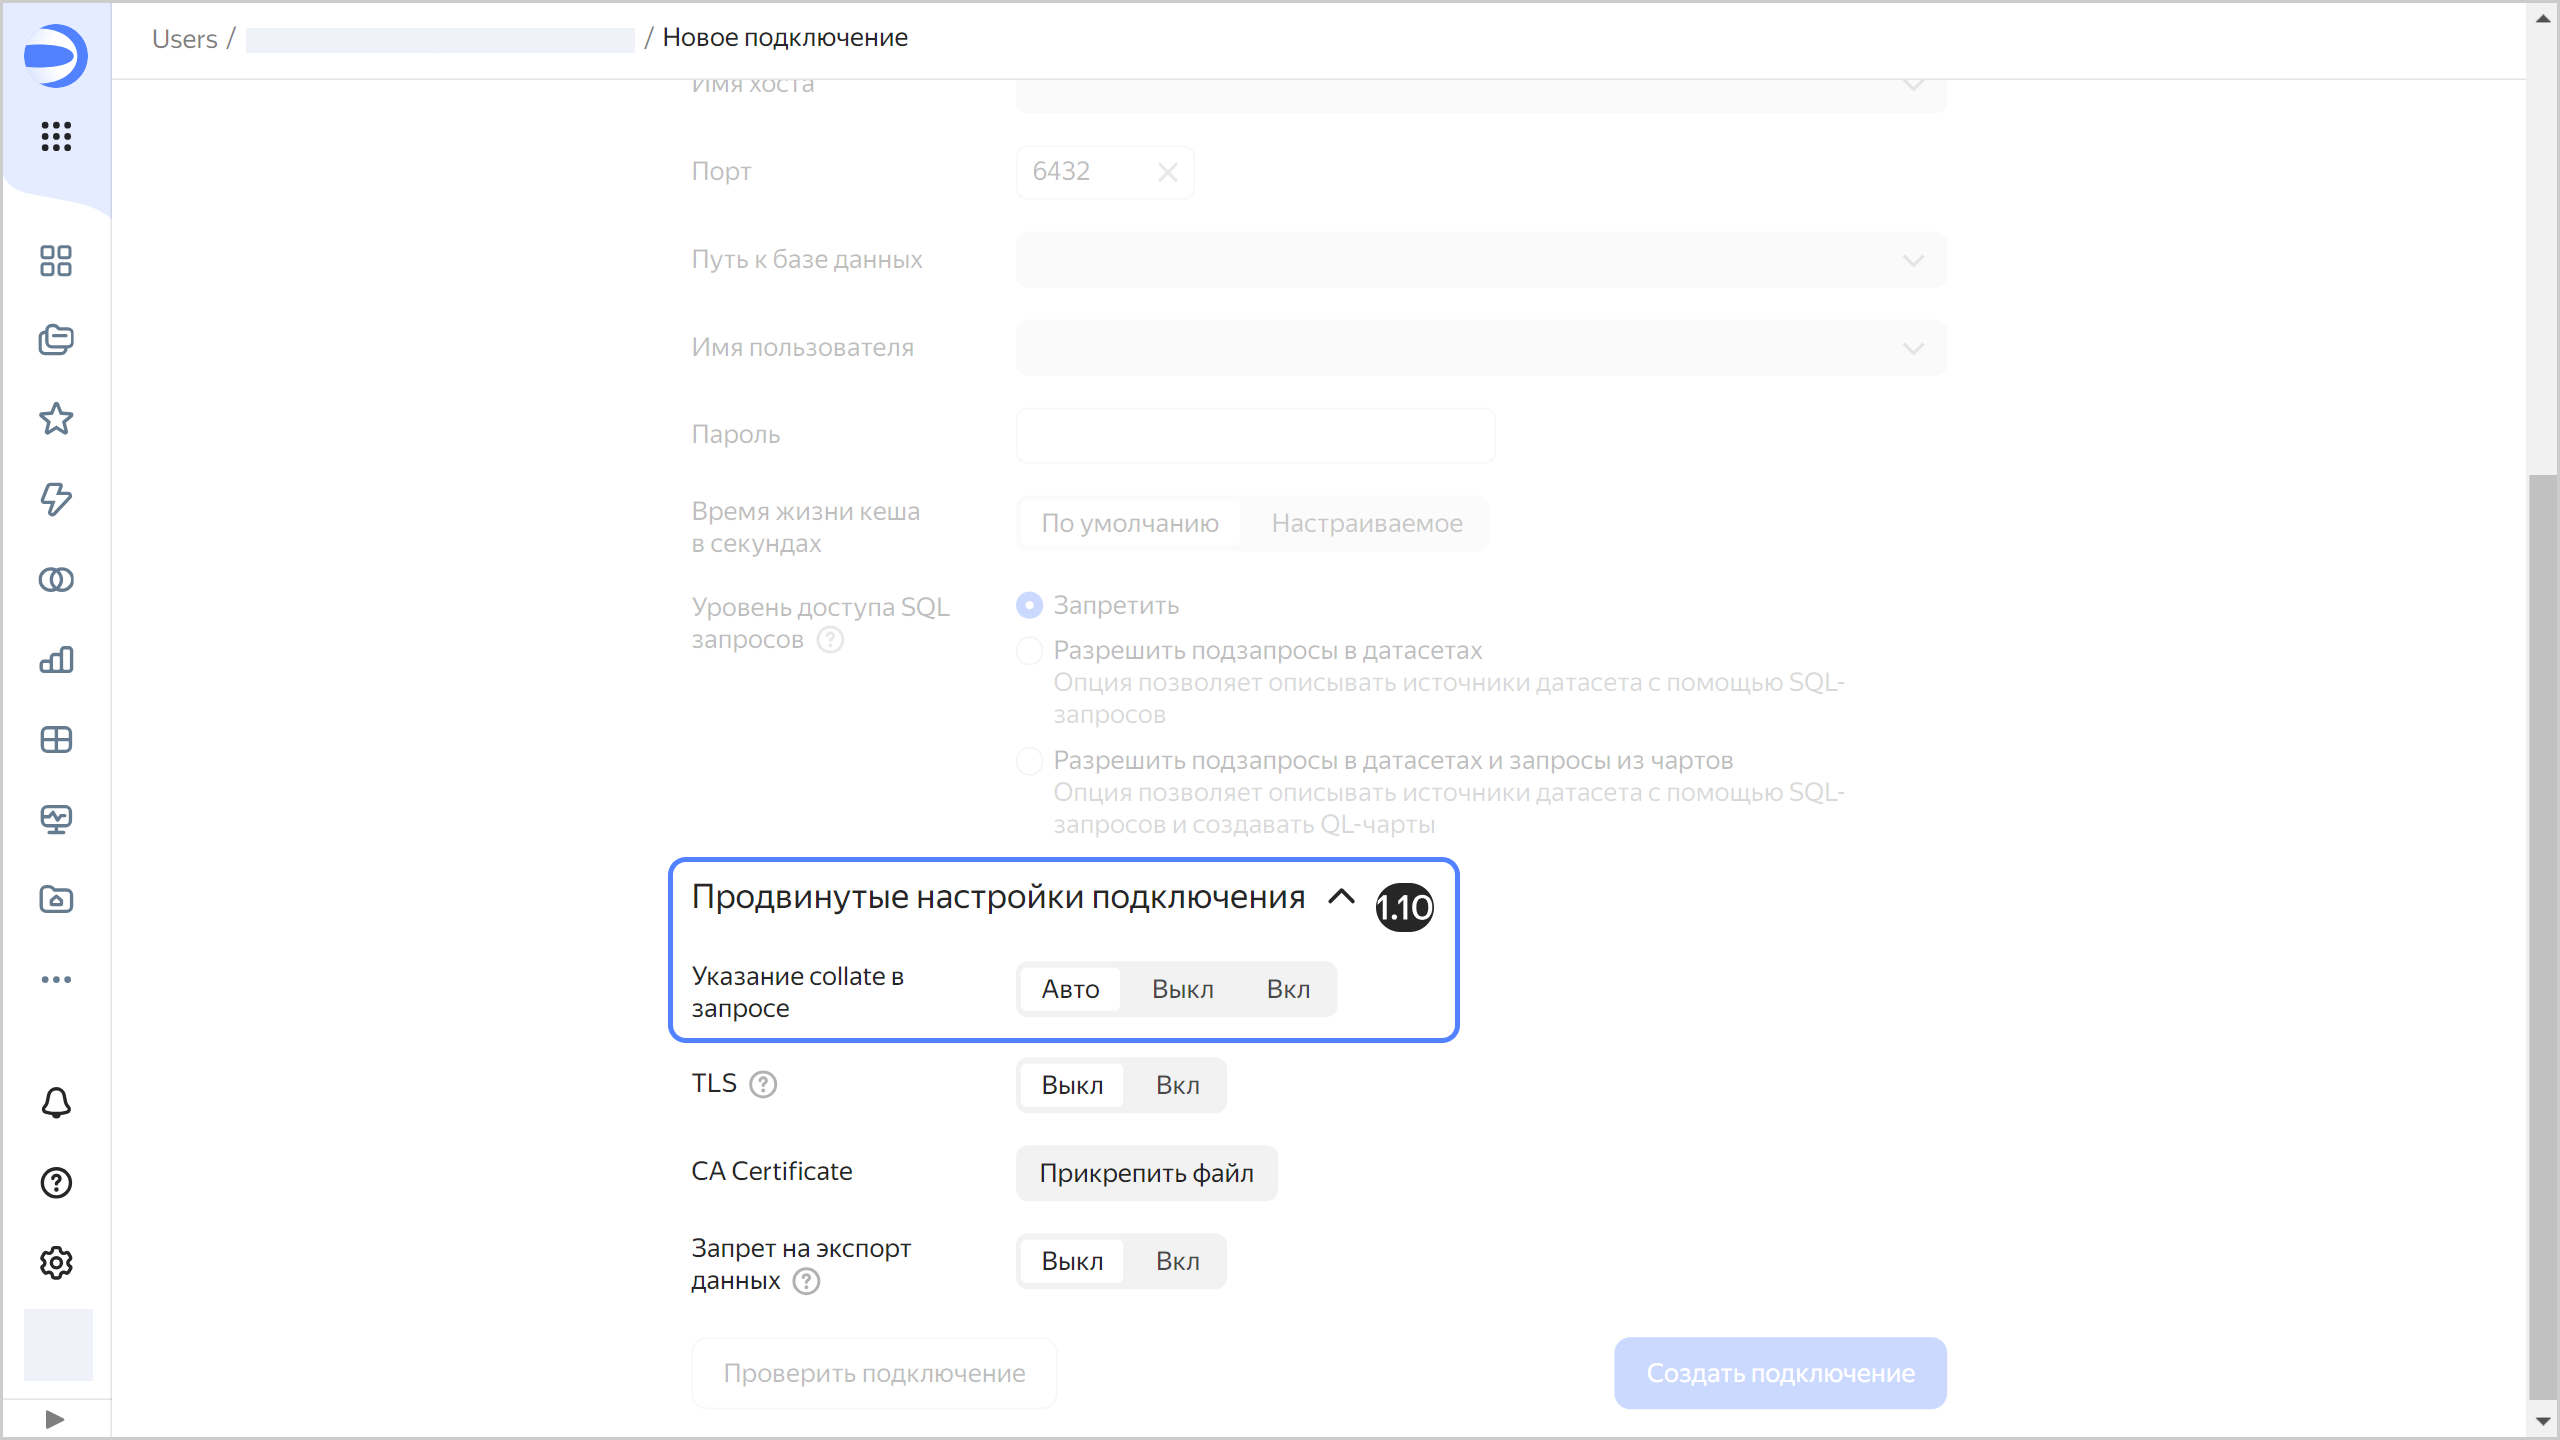 Users / / Новое подключение
Имя хоста
Порт 6432
Путь к базе данных
Имя пользователя
Пароль
Время жизни кеша
в секундах
По умолчанию Настраиваемое
Уровень доступа SQL
запросов
Запретить
Разрешить подзапросы в датасетах
Опция позволяет описывать источники датасета с помощью SQL-
запросов
Разрешить подзапросы в датасетах и запросы из чартов
Опция позволяет описывать источники датасета с помощью SQL-
запросов и создавать QL-чарты
Продвинутые настройки подключения 1.10
Указание collate в
запросе
Авто Выкл Вкл
TLS Выкл Вкл
CA Certificate Прикрепить файл
Запрет на экспорт
данных
Выкл Вкл
Проверить подключение Создать подключение